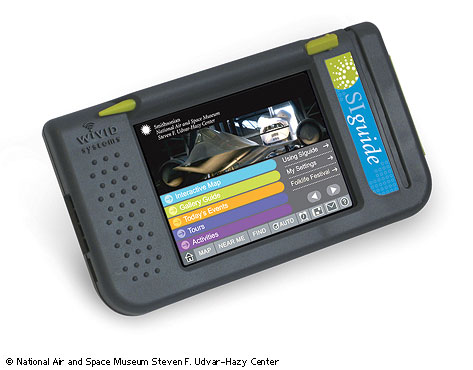 WiViD
systems
Smithsonian
National Air and Space Museum
Steven F. Udvar-Hazy Center
SIguide
Using SIguide →
My Settings →
Folklife Festival →
Interactive Map
Gallery Guide
Today's Events
Tours
Activities
MAP NEAR ME FIND AUTO
© National Air and Space Museum Steven F. Udvar-Hazy Center